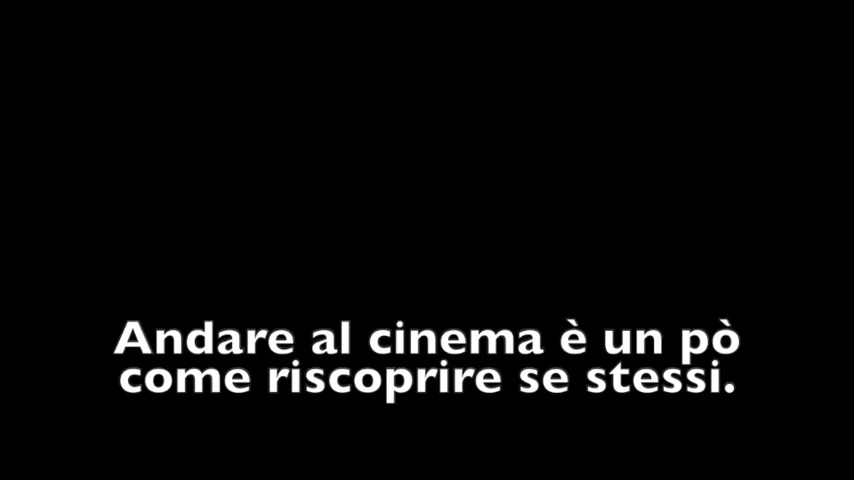 Andare al cinema è un pò
come riscoprire se stessi.